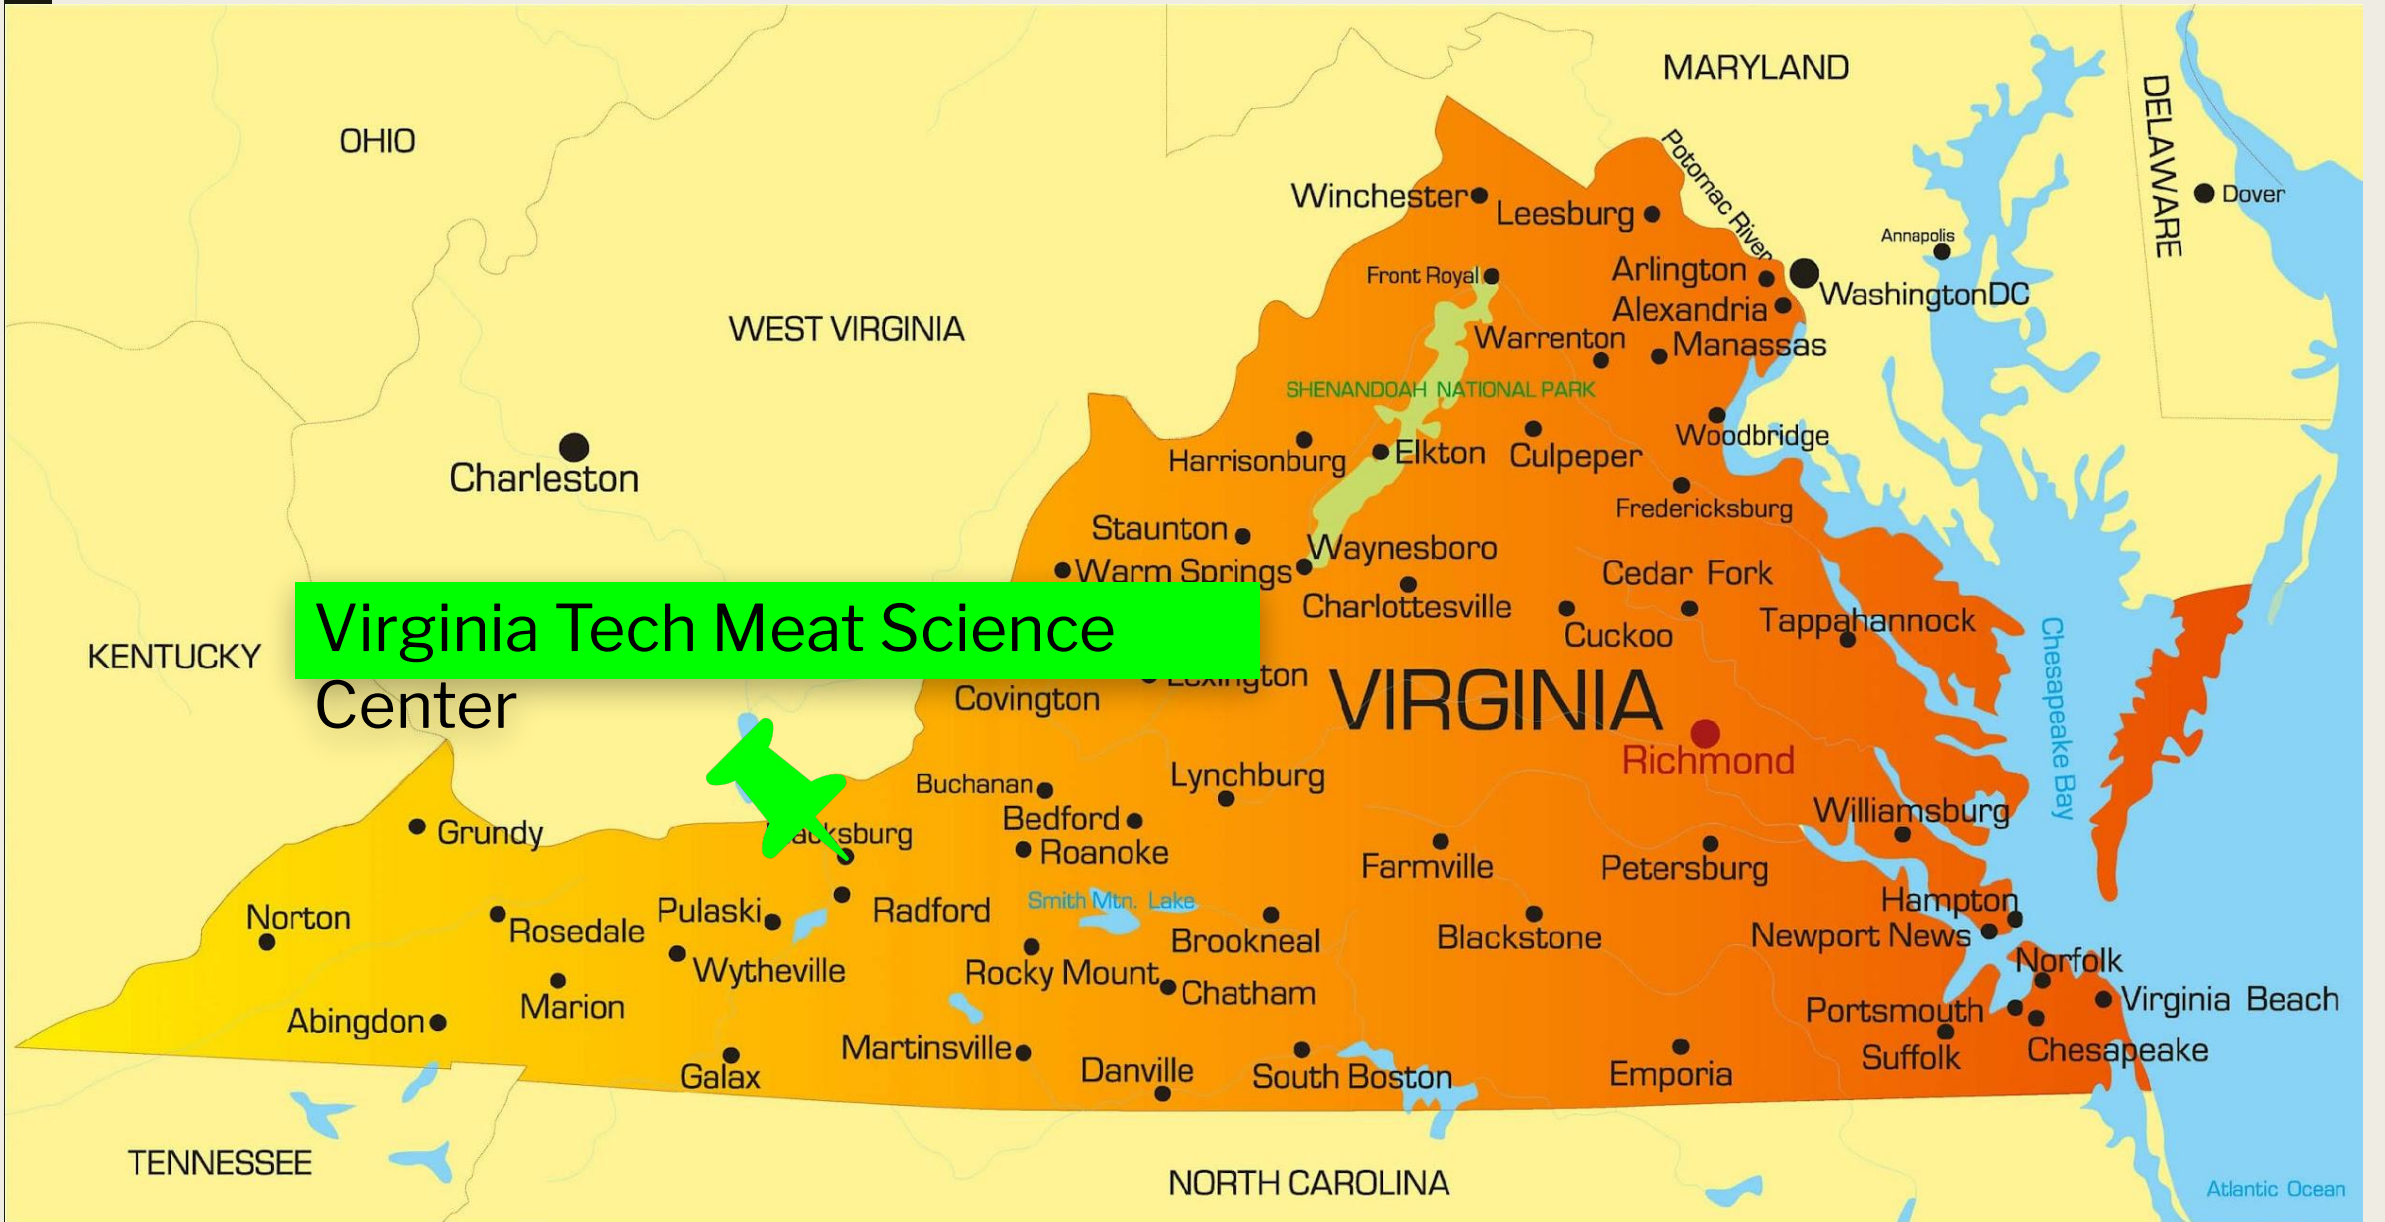 MARYLAND
DELAWARE
OHIO
Potomac River
Winchester
Leesburg
Dover
Annapolis
Front Royal
Arlington
WashingtonDC
Alexandria
WEST VIRGINIA
Warrenton
Manassas
SHENANDOAH NATIONAL PARK
Woodbridge
Harrisonburg
Elkton
Culpeper
Charleston
Fredericksburg
Staunton
Waynesboro
Warm Springs
Cedar Fork
Charlottesville
Tappahannock
Cuckoo
Virginia Tech Meat Science
Center
KENTUCKY
Chesapeake Bay
Covington
VIRGINIA
Richmond
Buchanan
Lynchburg
Williamsburg
Bedford
Grundy
Roanoke
Farmville
Petersburg
Smith Mtn. Lake
Hampton
Pulaski
Radford
Norton
Rosedale
Brookneal
Blackstone
Newport News
Norfolk
Wytheville
Rocky Mount
Chatham
Virginia Beach
Marion
Portsmouth
Abingdon
Martinsville
Suffolk
Chesapeake
Galax
Danville
South Boston
Emporia
TENNESSEE
NORTH CAROLINA
Atlantic Ocean